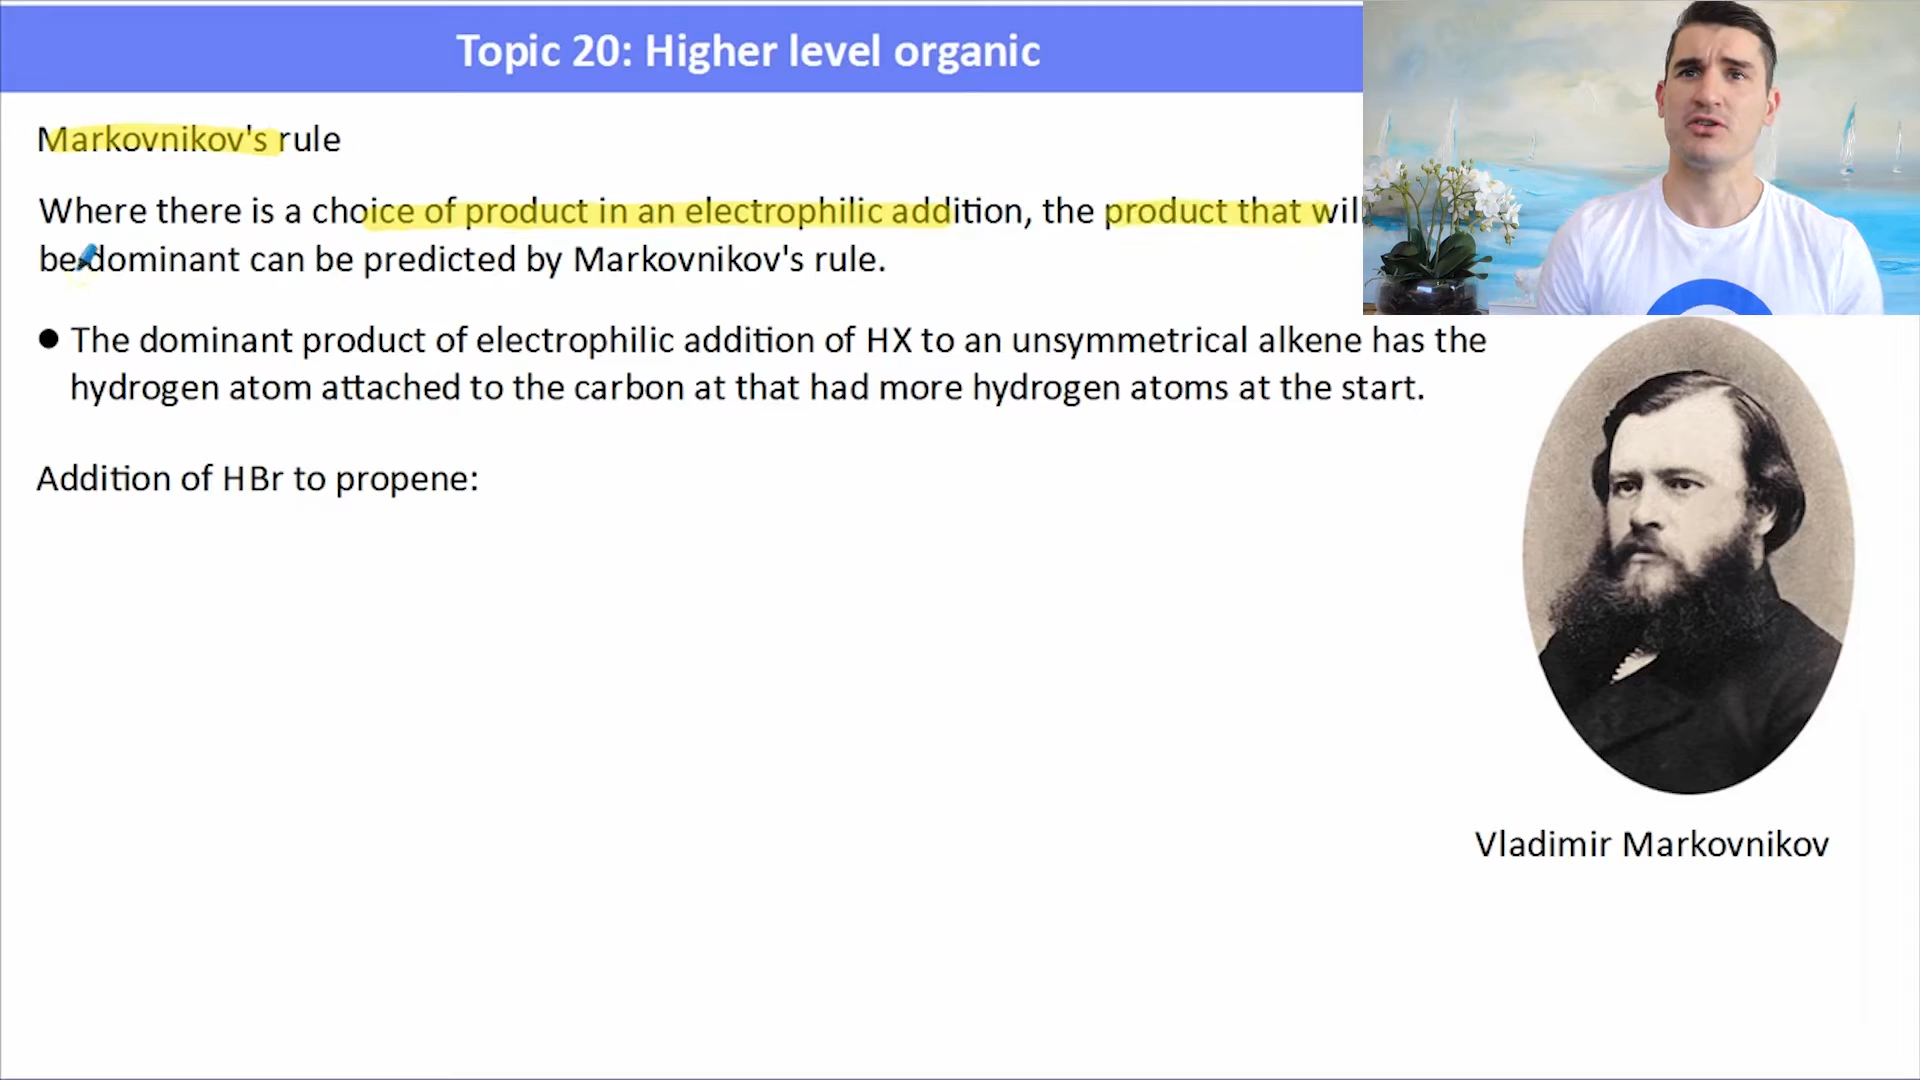 Topic 20: Higher level organic
Markovnikov's rule
Where there is a choice of product in an electrophilic addition, the product that will
be dominant can be predicted by Markovnikov's rule.
● The dominant product of electrophilic addition of HX to an unsymmetrical alkene has the
hydrogen atom attached to the carbon at that had more hydrogen atoms at the start.
Addition of HBr to propene:
Vladimir Markovnikov